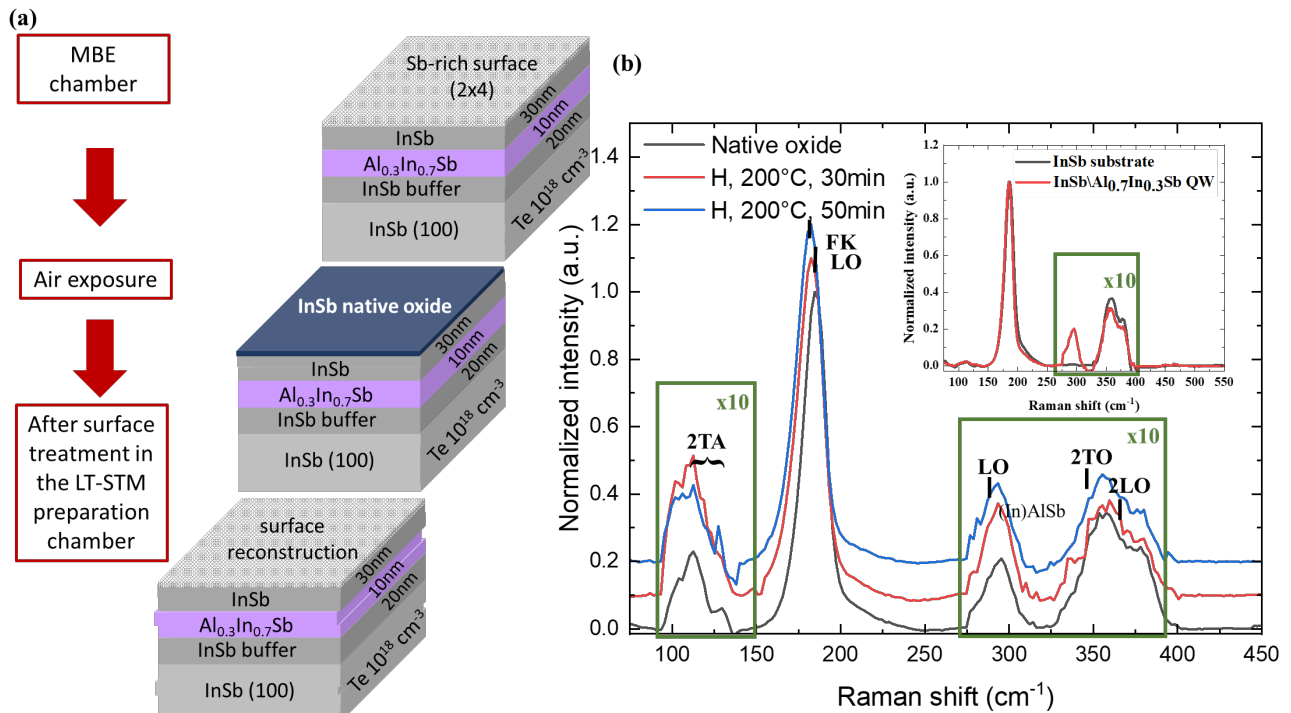 (a)
MBE
chamber
Air exposure
After surface
treatment in
the LT-STM
preparation
chamber
Sb-rich surface
(2x4)
30nm
10nm
20nm
InSb
Al0.3In0.7Sb
InSb buffer
InSb (100)
Te 10^18 cm^-3
InSb native oxide
30nm
10nm
20nm
InSb
Al0.3In0.7Sb
InSb buffer
InSb (100)
Te 10^18 cm^-3
surface
reconstruction
30nm
10nm
20nm
InSb
Al0.3In0.7Sb
InSb buffer
InSb (100)
Te 10^18 cm^-3
(b)
Normalized intensity (a.u.)
1.4
1.2
1.0
0.8
0.6
0.4
0.2
0.0
Native oxide
H, 200°C, 30min
H, 200°C, 50min
FK
LO
x10
2TA
x10
LO
(In)AlSb
2TO
2LO
100 150 200 250 300 350 400 450
Raman shift (cm-1)
Normalized intensity (a.u.)
1.2
1.0
0.8
0.6
0.4
0.2
0.0
InSb substrate
InSb\Al0.7In0.3Sb QW
x10
100 150 200 250 300 350 400 450 500 550
Raman shift (cm-1)